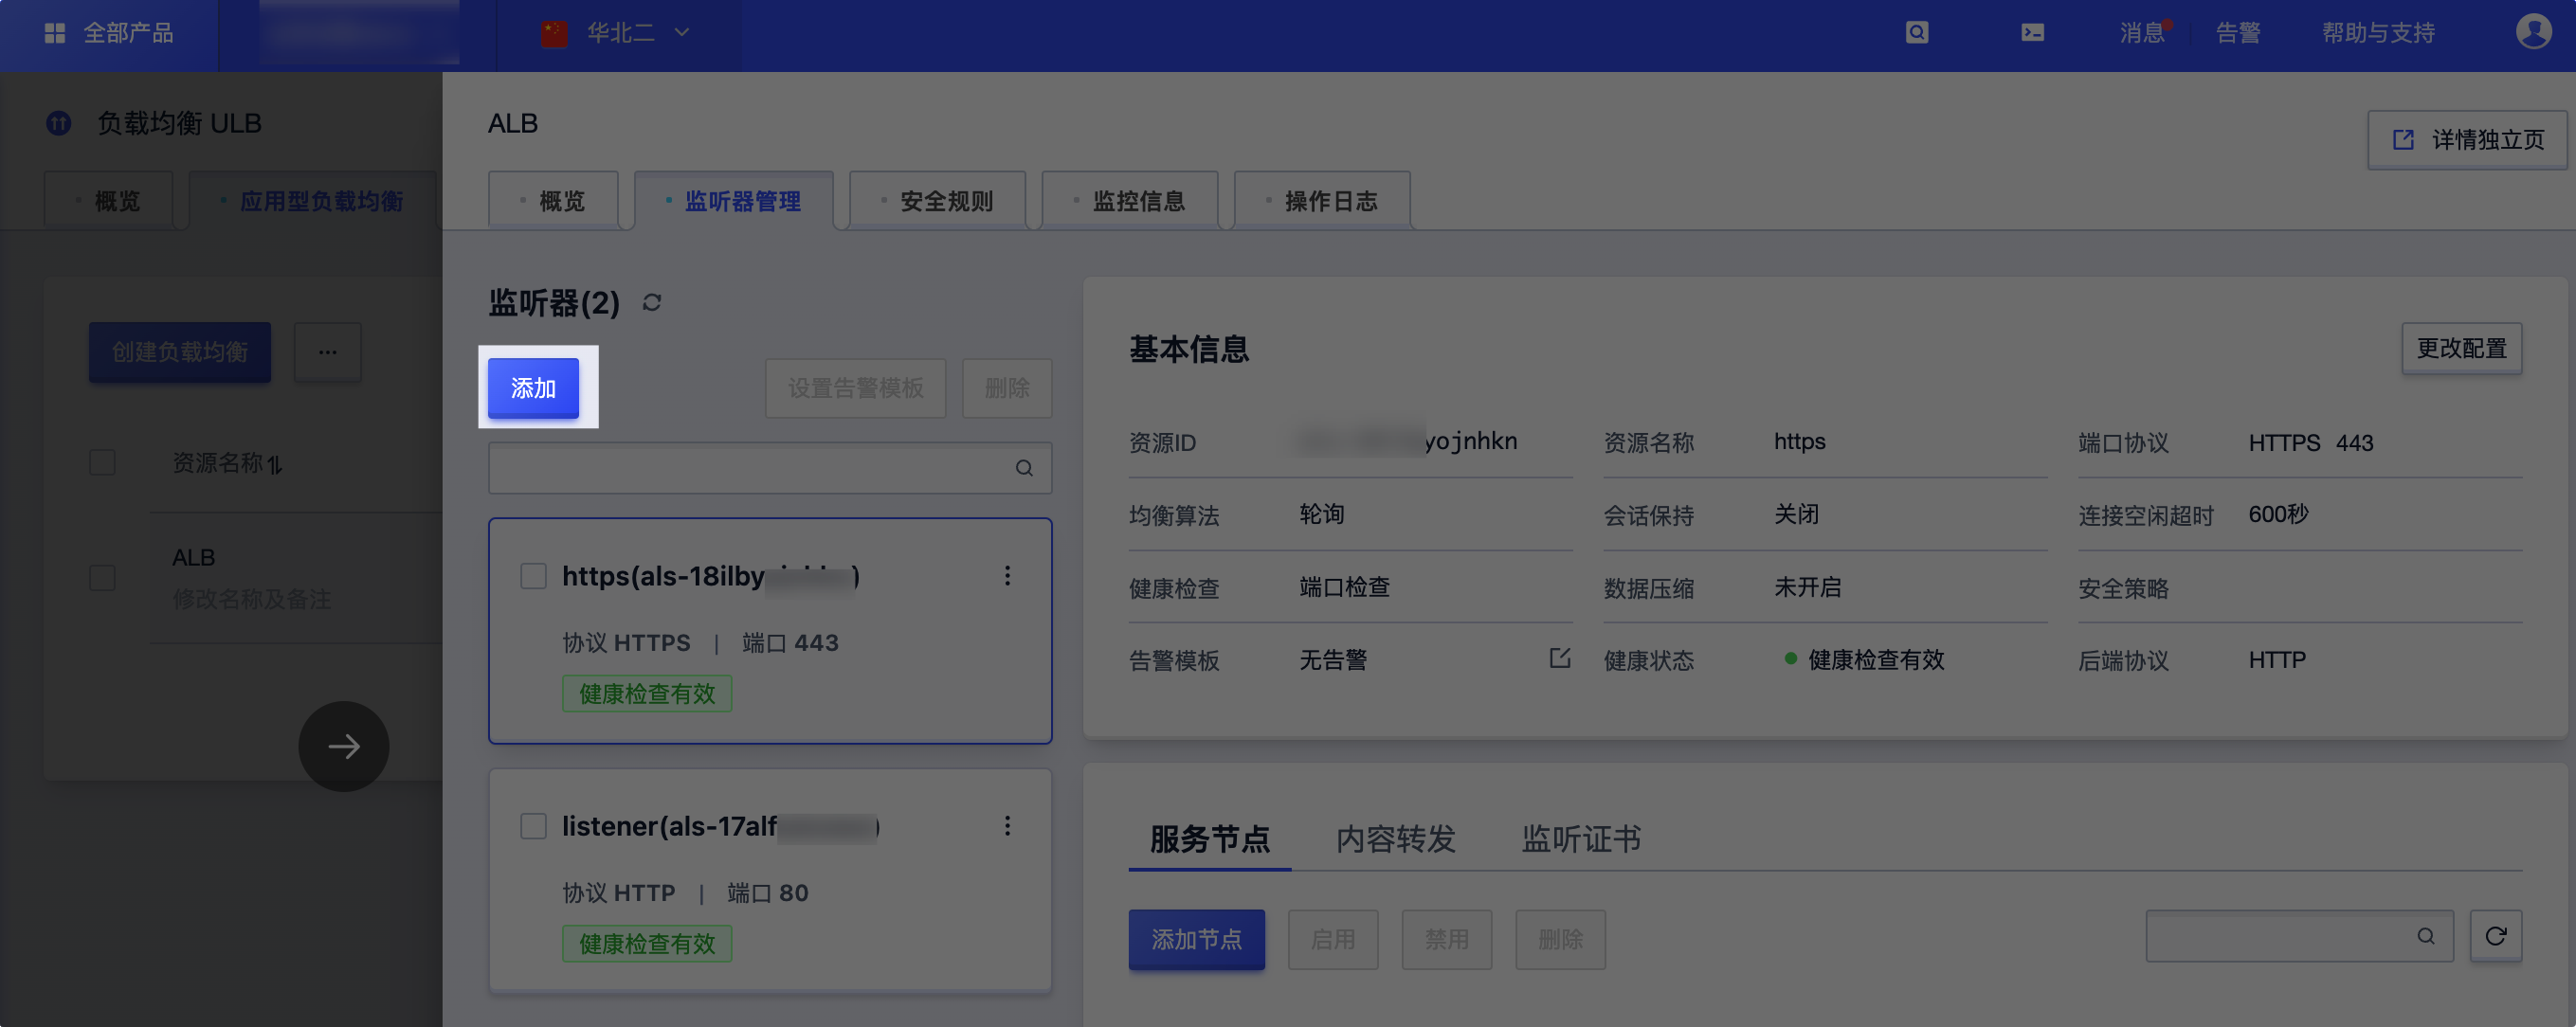 全部产品
华北二
消息
告警
帮助与支持
负载均衡 ULB
概览
应用型负载均衡
创建负载均衡
...
资源名称
ALB
修改名称及备注
ALB
详情独立页
概览
监听器管理
安全规则
监控信息
操作日志
监听器(2)
添加
设置告警模板
删除
https(als-18ilby)
协议 HTTPS | 端口 443
健康检查有效
listener(als-17alf)
协议 HTTP | 端口 80
健康检查有效
基本信息
更改配置
资源ID yojnhkn
资源名称 https
端口协议 HTTPS 443
均衡算法 轮询
会话保持 关闭
连接空闲超时 600秒
健康检查 端口检查
数据压缩 未开启
安全策略
告警模板 无告警
健康状态 健康检查有效
后端协议 HTTP
服务节点
内容转发
监听证书
添加节点
启用
禁用
删除